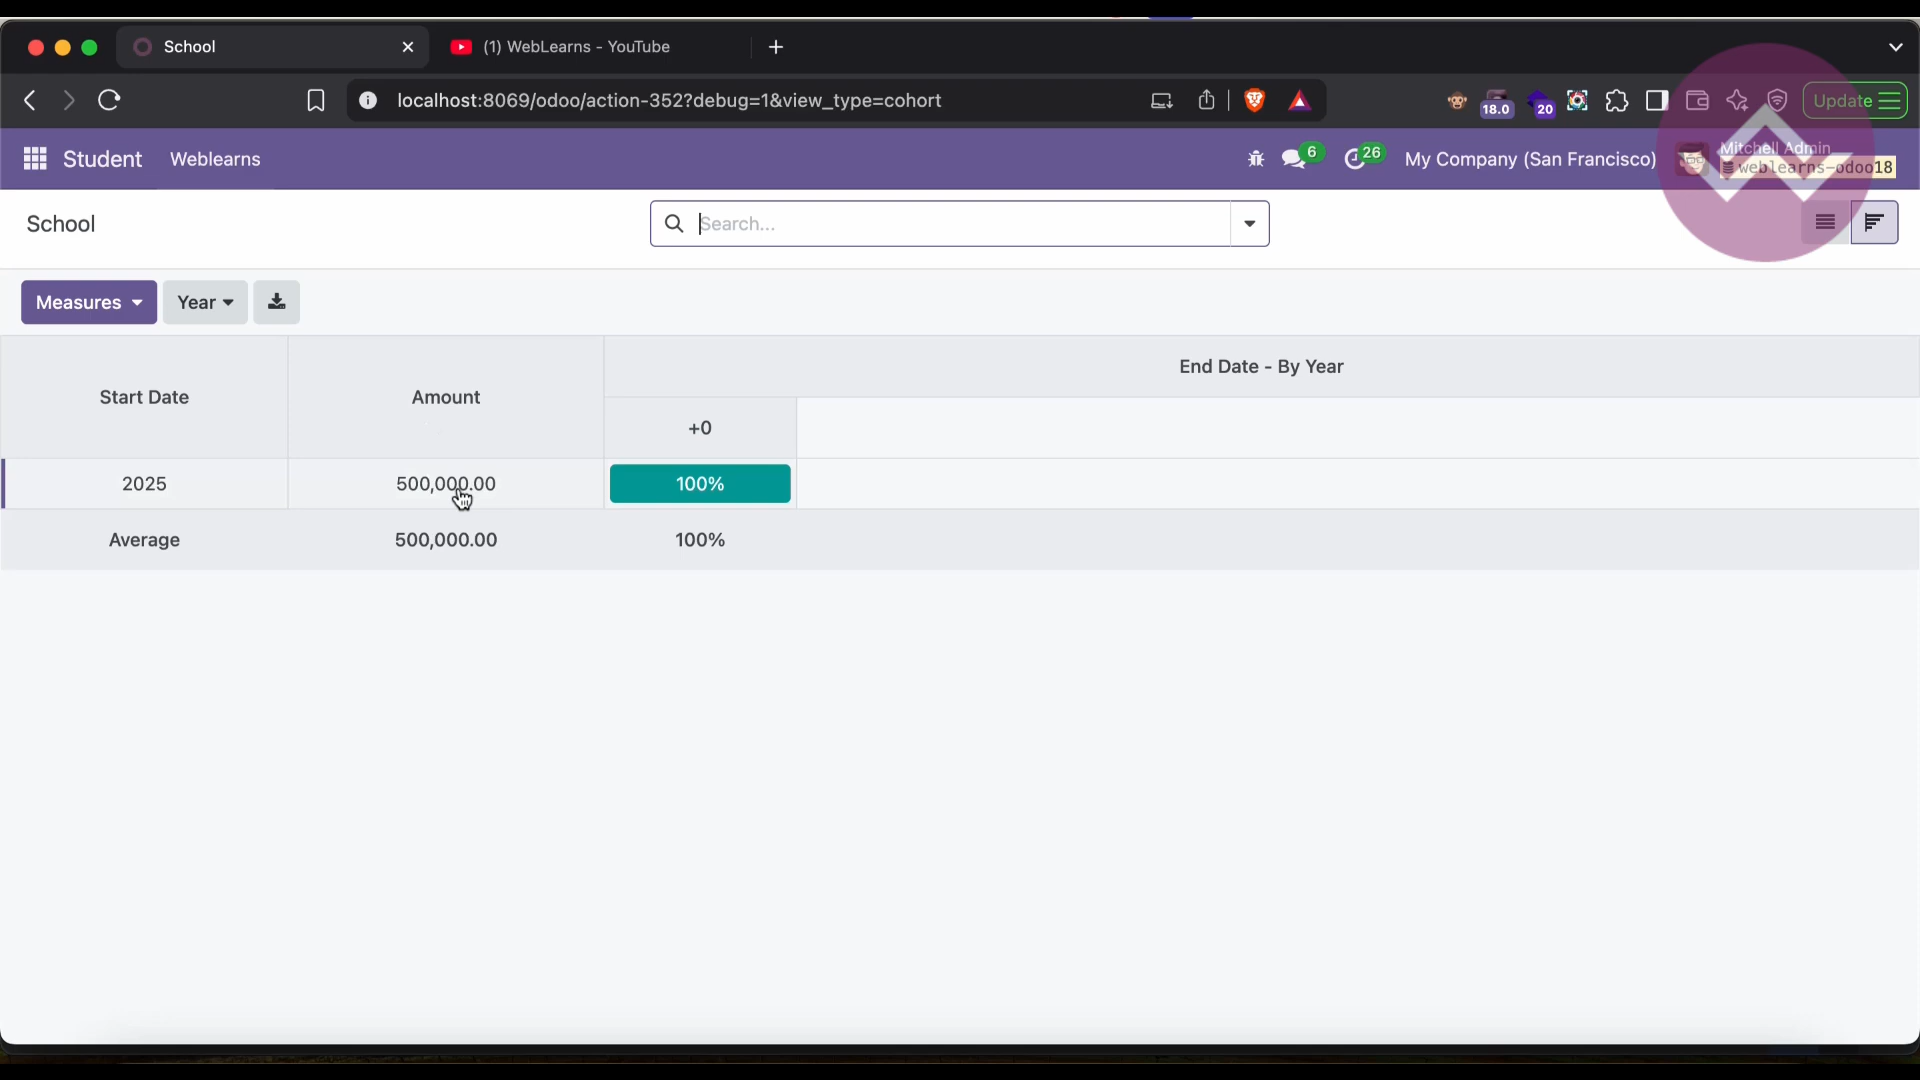 School
(1) WebLearns - YouTube
localhost:8069/odoo/action-352?debug=1&view_type=cohort
18.0
20
Update
Student
Weblearns
6
26
My Company (San Francisco)
Mitchell Admin
weblearns-odoo18
School
Search...
Measures
Year
Start Date
Amount
End Date - By Year
+0
2025
500,000.00
100%
Average
500,000.00
100%